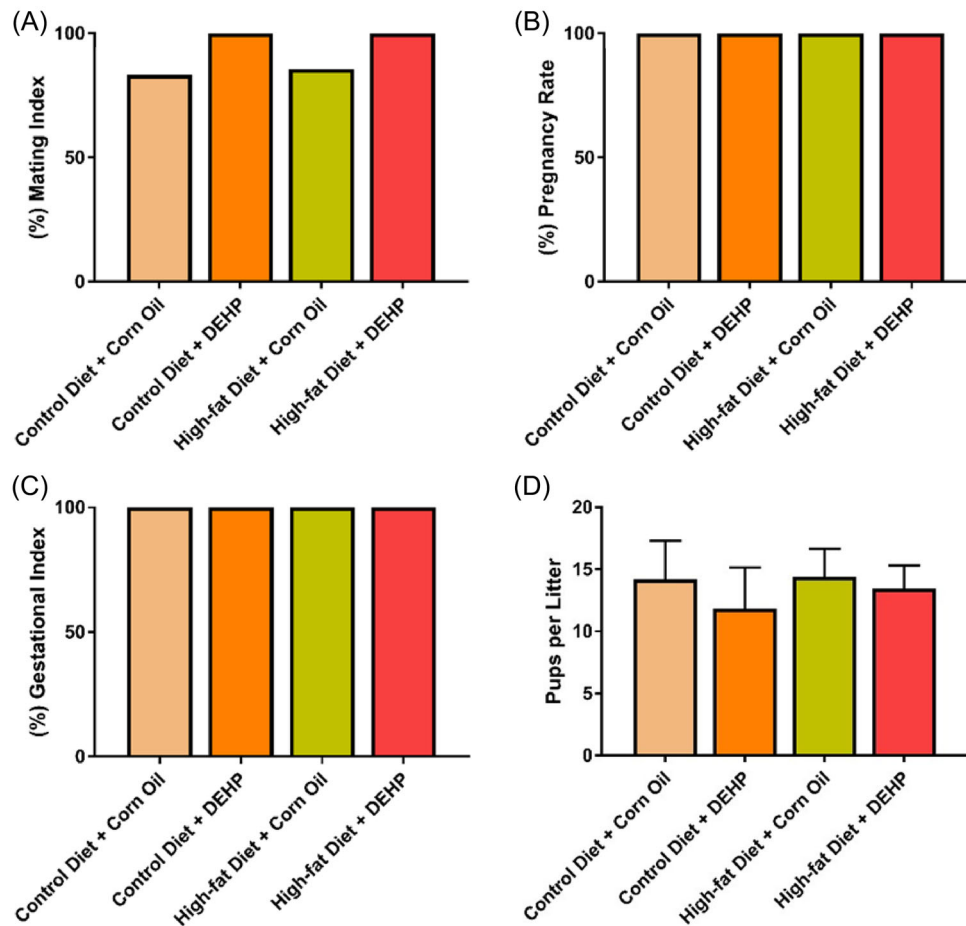 (A)
(%) Mating Index
100
50
0
Control Diet + Corn Oil
Control Diet + DEHP
High-fat Diet + Corn Oil
High-fat Diet + DEHP
(B)
(%) Pregnancy Rate
100
50
0
Control Diet + Corn Oil
Control Diet + DEHP
High-fat Diet + Corn Oil
High-fat Diet + DEHP
(C)
(%) Gestational Index
100
50
0
Control Diet + Corn Oil
Control Diet + DEHP
High-fat Diet + Corn Oil
High-fat Diet + DEHP
(D)
Pups per Litter
20
15
10
5
0
Control Diet + Corn Oil
Control Diet + DEHP
High-fat Diet + Corn Oil
High-fat Diet + DEHP